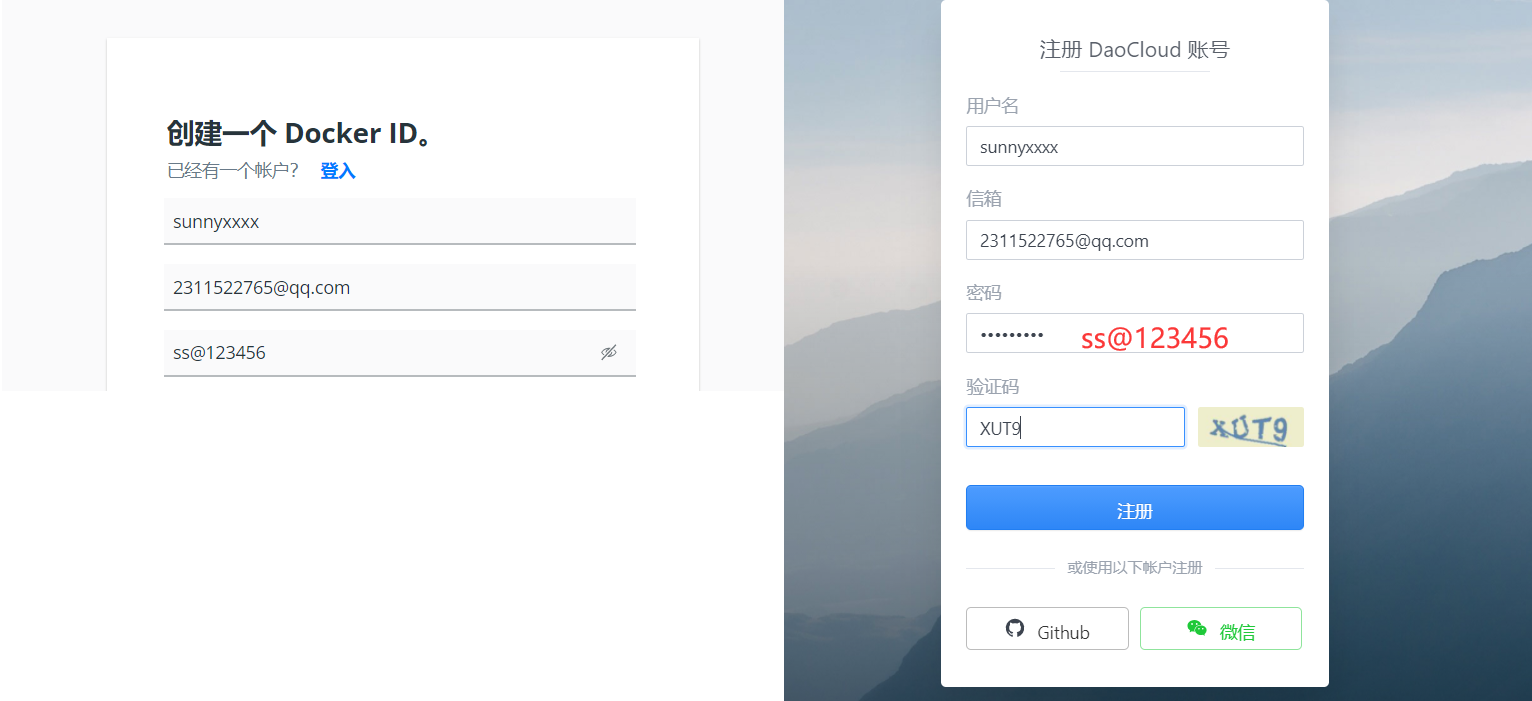 创建一个 Docker ID。
已经有一个帐户? 登入
sunnyxxxx
2311522765@qq.com
ss@123456
注册 DaoCloud 账号
用户名
sunnyxxxx
信箱
2311522765@qq.com
密码
••••••••• ss@123456
验证码
XUT9 XUT9
注册
或使用以下帐户注册
Github 微信